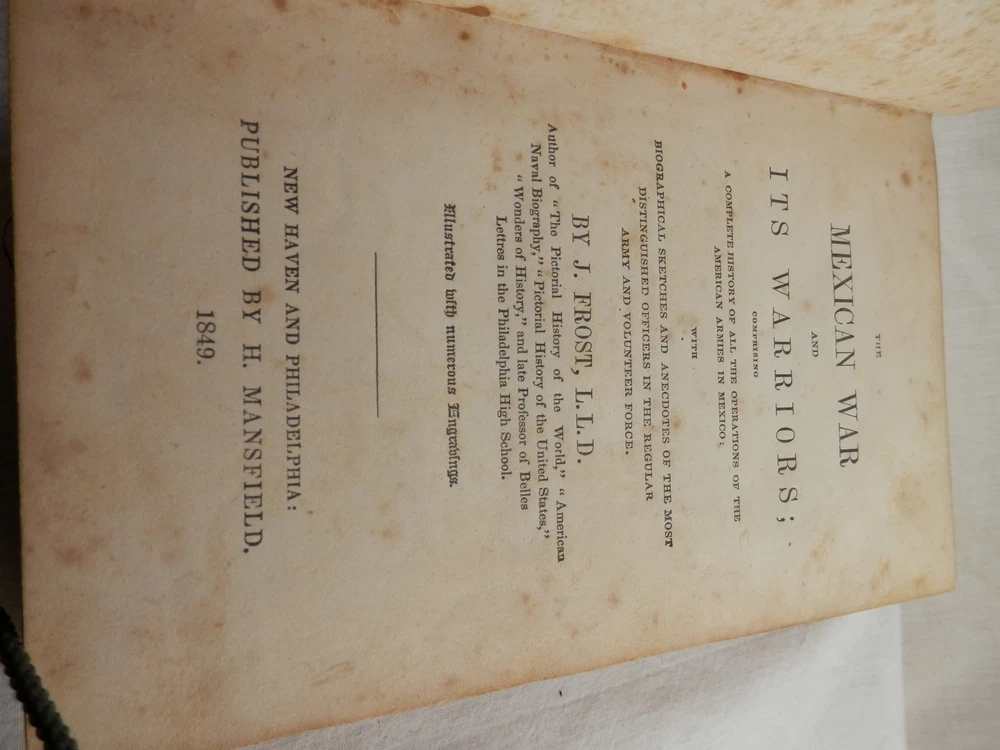 THE
MEXICAN WAR
AND
ITS WARRIORS;
COMPRISING
A COMPLETE HISTORY OF ALL THE OPERATIONS OF THE
AMERICAN ARMIES IN MEXICO:
WITH
BIOGRAPHICAL SKETCHES AND ANECDOTES OF THE MOST
DISTINGUISHED OFFICERS IN THE REGULAR
ARMY AND VOLUNTEER FORCE.
BY J. FROST, L.L.D.
Author of "The Pictorial History of the World," "American
Naval Biography," "Pictorial History of the United States,"
"Wonders of History," and late Professor of Belles
Lettres in the Philadelphia High School.
Illustrated with numerous Engravings.
NEW HAVEN AND PHILADELPHIA:
PUBLISHED BY H. MANSFIELD.
1849.